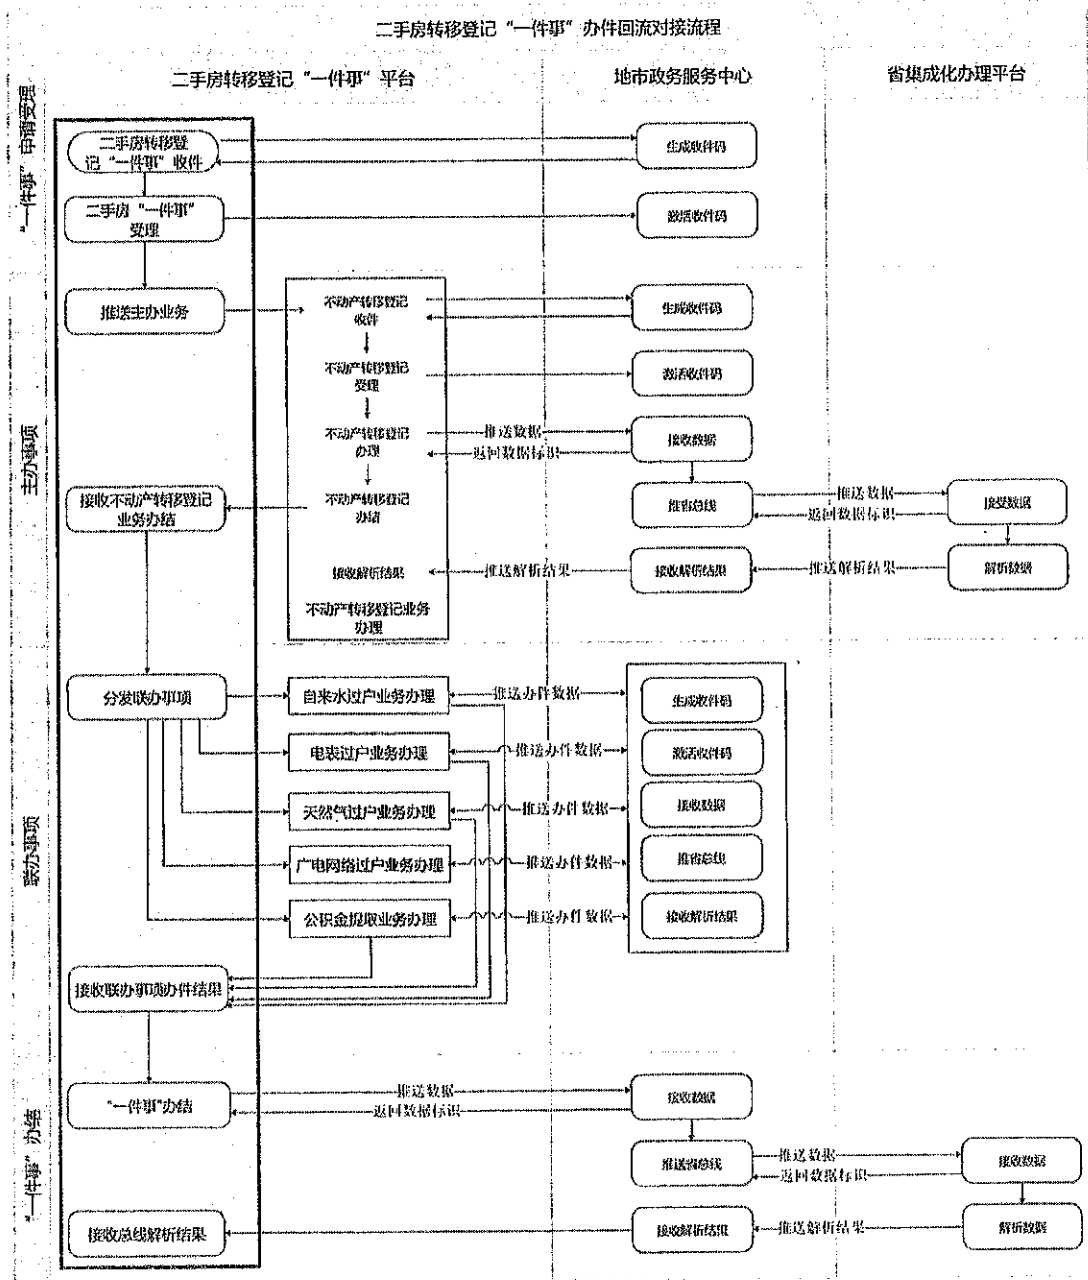 二手房转移登记“一件事”办件回流对接流程
二手房转移登记“一件事”平台
地市政务服务中心
省集成化办理平台
“一件事”申请受理
二手房转移登
记“一件事”收件
生成收件码
二手房“一件事”
受理
激活收件码
主办事项
推送主办业务
不动产转移登记
收件
生成收件码
不动产转移登记
受理
激活收件码
不动产转移登记
办理
推送数据
返回数据标识
接收数据
接收不动产转移登记
业务办结
不动产转移登记
办结
推省总线
推送数据
返回数据标识
接受数据
接收解析结果
推送解析结果
接收解析结果
推送解析结果
解析数据
不动产转移登记业务
办理
联办事项
分发联办事项
自来水过户业务办理
推送办件数据
生成收件码
电表过户业务办理
推送办件数据
激活收件码
天然气过户业务办理
推送办件数据
接收数据
广电网络过户业务办理
推送办件数据
推省总线
公积金提取业务办理
推送办件数据
接收解析结果
接收联办事项办件结果
“一件事”办结
“一件事”办结
推送数据
返回数据标识
接收数据
推送省总线
推送数据
返回数据标识
接收数据
接收总线解析结果
接收解析结果
推送解析结果
解析数据